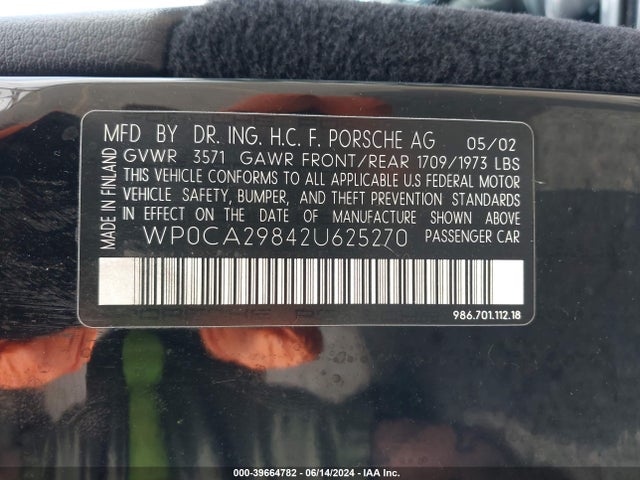 MFD BY DR. ING. H.C. F. PORSCHE AG 05/02
GVWR 3571 GAWR FRONT/REAR 1709/1973 LBS
THIS VEHICLE CONFORMS TO ALL APPLICABLE U.S. FEDERAL MOTOR
VEHICLE SAFETY, BUMPER, AND THEFT PREVENTION STANDARDS
IN EFFECT ON THE DATE OF MANUFACTURE SHOWN ABOVE
WP0CA29842U625270 PASSENGER CAR
986.701.112.18
MADE IN FINLAND
000-39664782 - 06/14/2024 - IAA Inc.